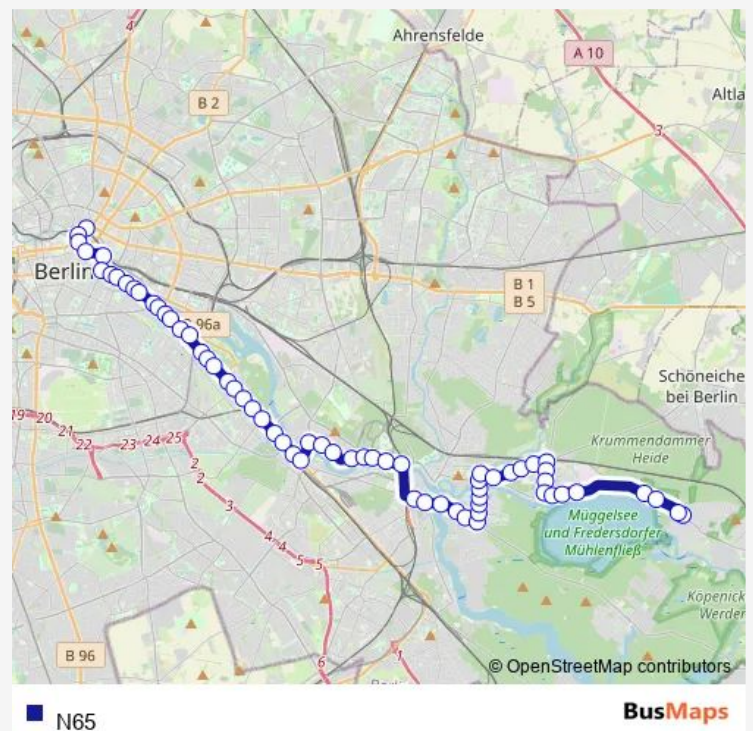 4
Ahrensfelde
A 10
B 2
Altla
3
Berlin
B 1
B 5
96a
Schöneiche
bei Berlin
19 20
21
22 23 24 25
Krummendammer
Heide
2
2
3
Müggelsee
und Fredersdorfer
Mühlenfließ
4
4
5 5
Köpenick
Werder
B 96
6
1
© OpenStreetMap contributors
N65
BusMaps